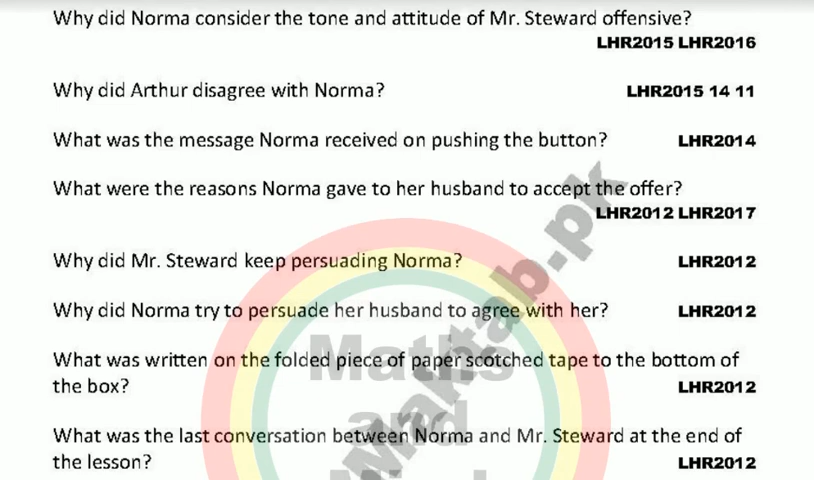 Why did Norma consider the tone and attitude of Mr. Steward offensive?
LHR2015 LHR2016
Why did Arthur disagree with Norma? LHR2015 14 11
What was the message Norma received on pushing the button? LHR2014
What were the reasons Norma gave to her husband to accept the offer?
LHR2012 LHR2017
Why did Mr. Steward keep persuading Norma? LHR2012
Why did Norma try to persuade her husband to agree with her? LHR2012
What was written on the folded piece of paper scotched tape to the bottom of
the box? LHR2012
What was the last conversation between Norma and Mr. Steward at the end of
the lesson? LHR2012
Maths
and
Maktab.pk